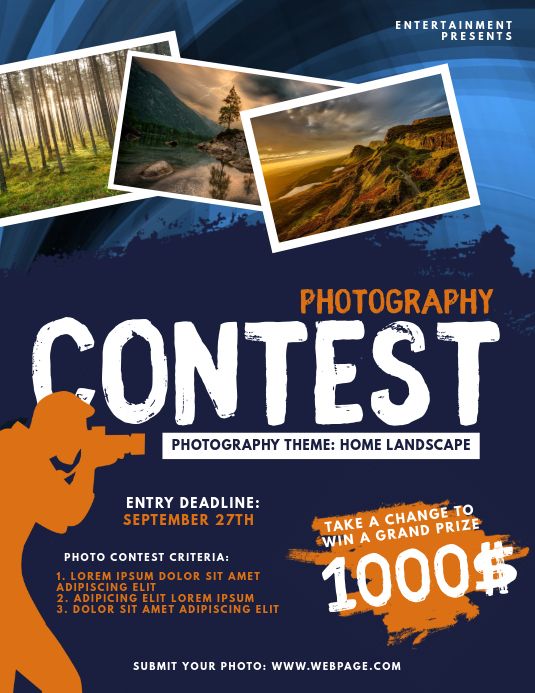 ENTERTAINMENT
PRESENTS
PHOTOGRAPHY
CONTEST
PHOTOGRAPHY THEME: HOME LANDSCAPE
ENTRY DEADLINE:
SEPTEMBER 27TH
PHOTO CONTEST CRITERIA:
1. LOREM IPSUM DOLOR SIT AMET
ADIPISCING ELIT
2. ADIPICING ELIT LOREM IPSUM
3. DOLOR SIT AMET ADIPISCING ELIT
TAKE A CHANGE TO
WIN A GRAND PRIZE
1000$
SUBMIT YOUR PHOTO: WWW.WEBPAGE.COM